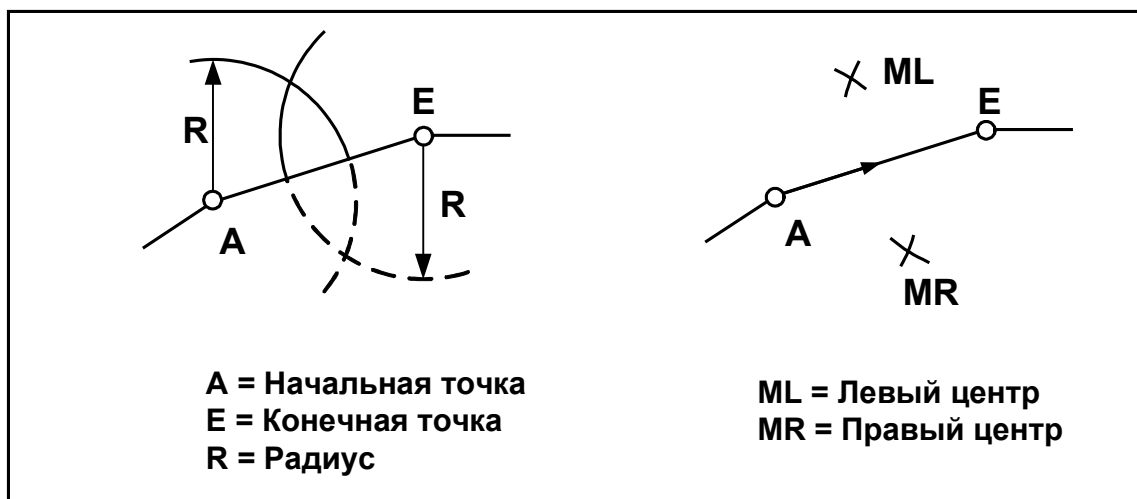 R
A
E
R
ML
E
A
MR
A = Начальная точка
E = Конечная точка
R = Радиус
ML = Левый центр
MR = Правый центр